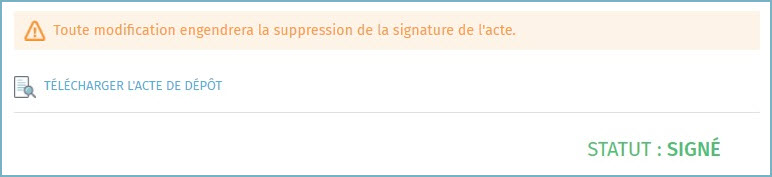 Toute modification engendrera la suppression de la signature de l'acte.
TÉLÉCHARGER L'ACTE DE DÉPÔT
STATUT : SIGNÉ